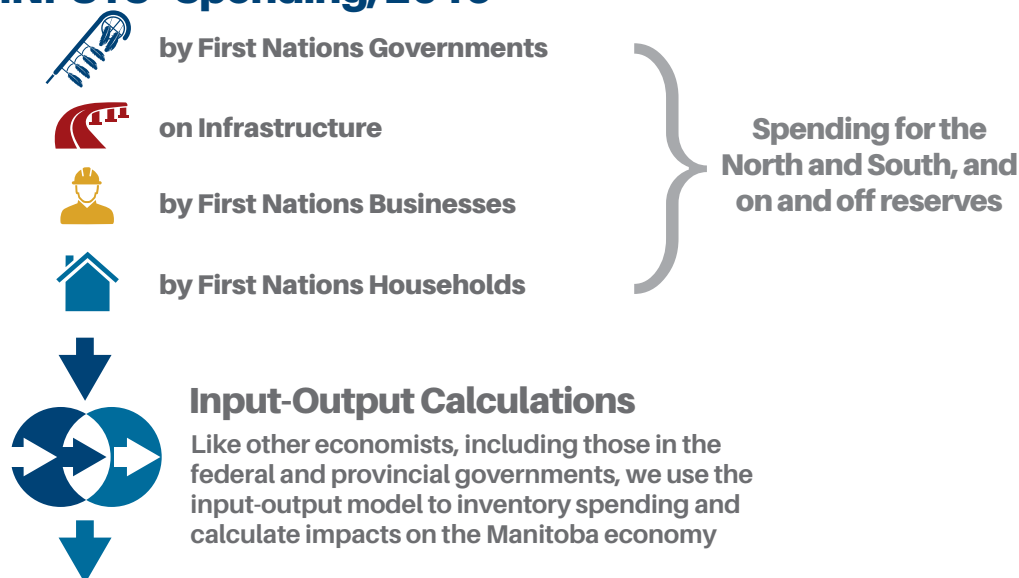 by First Nations Governments
on Infrastructure
by First Nations Businesses
by First Nations Households
Spending for the
North and South, and
on and off reserves
Input-Output Calculations
Like other economists, including those in the
federal and provincial governments, we use the
input-output model to inventory spending and
calculate impacts on the Manitoba economy